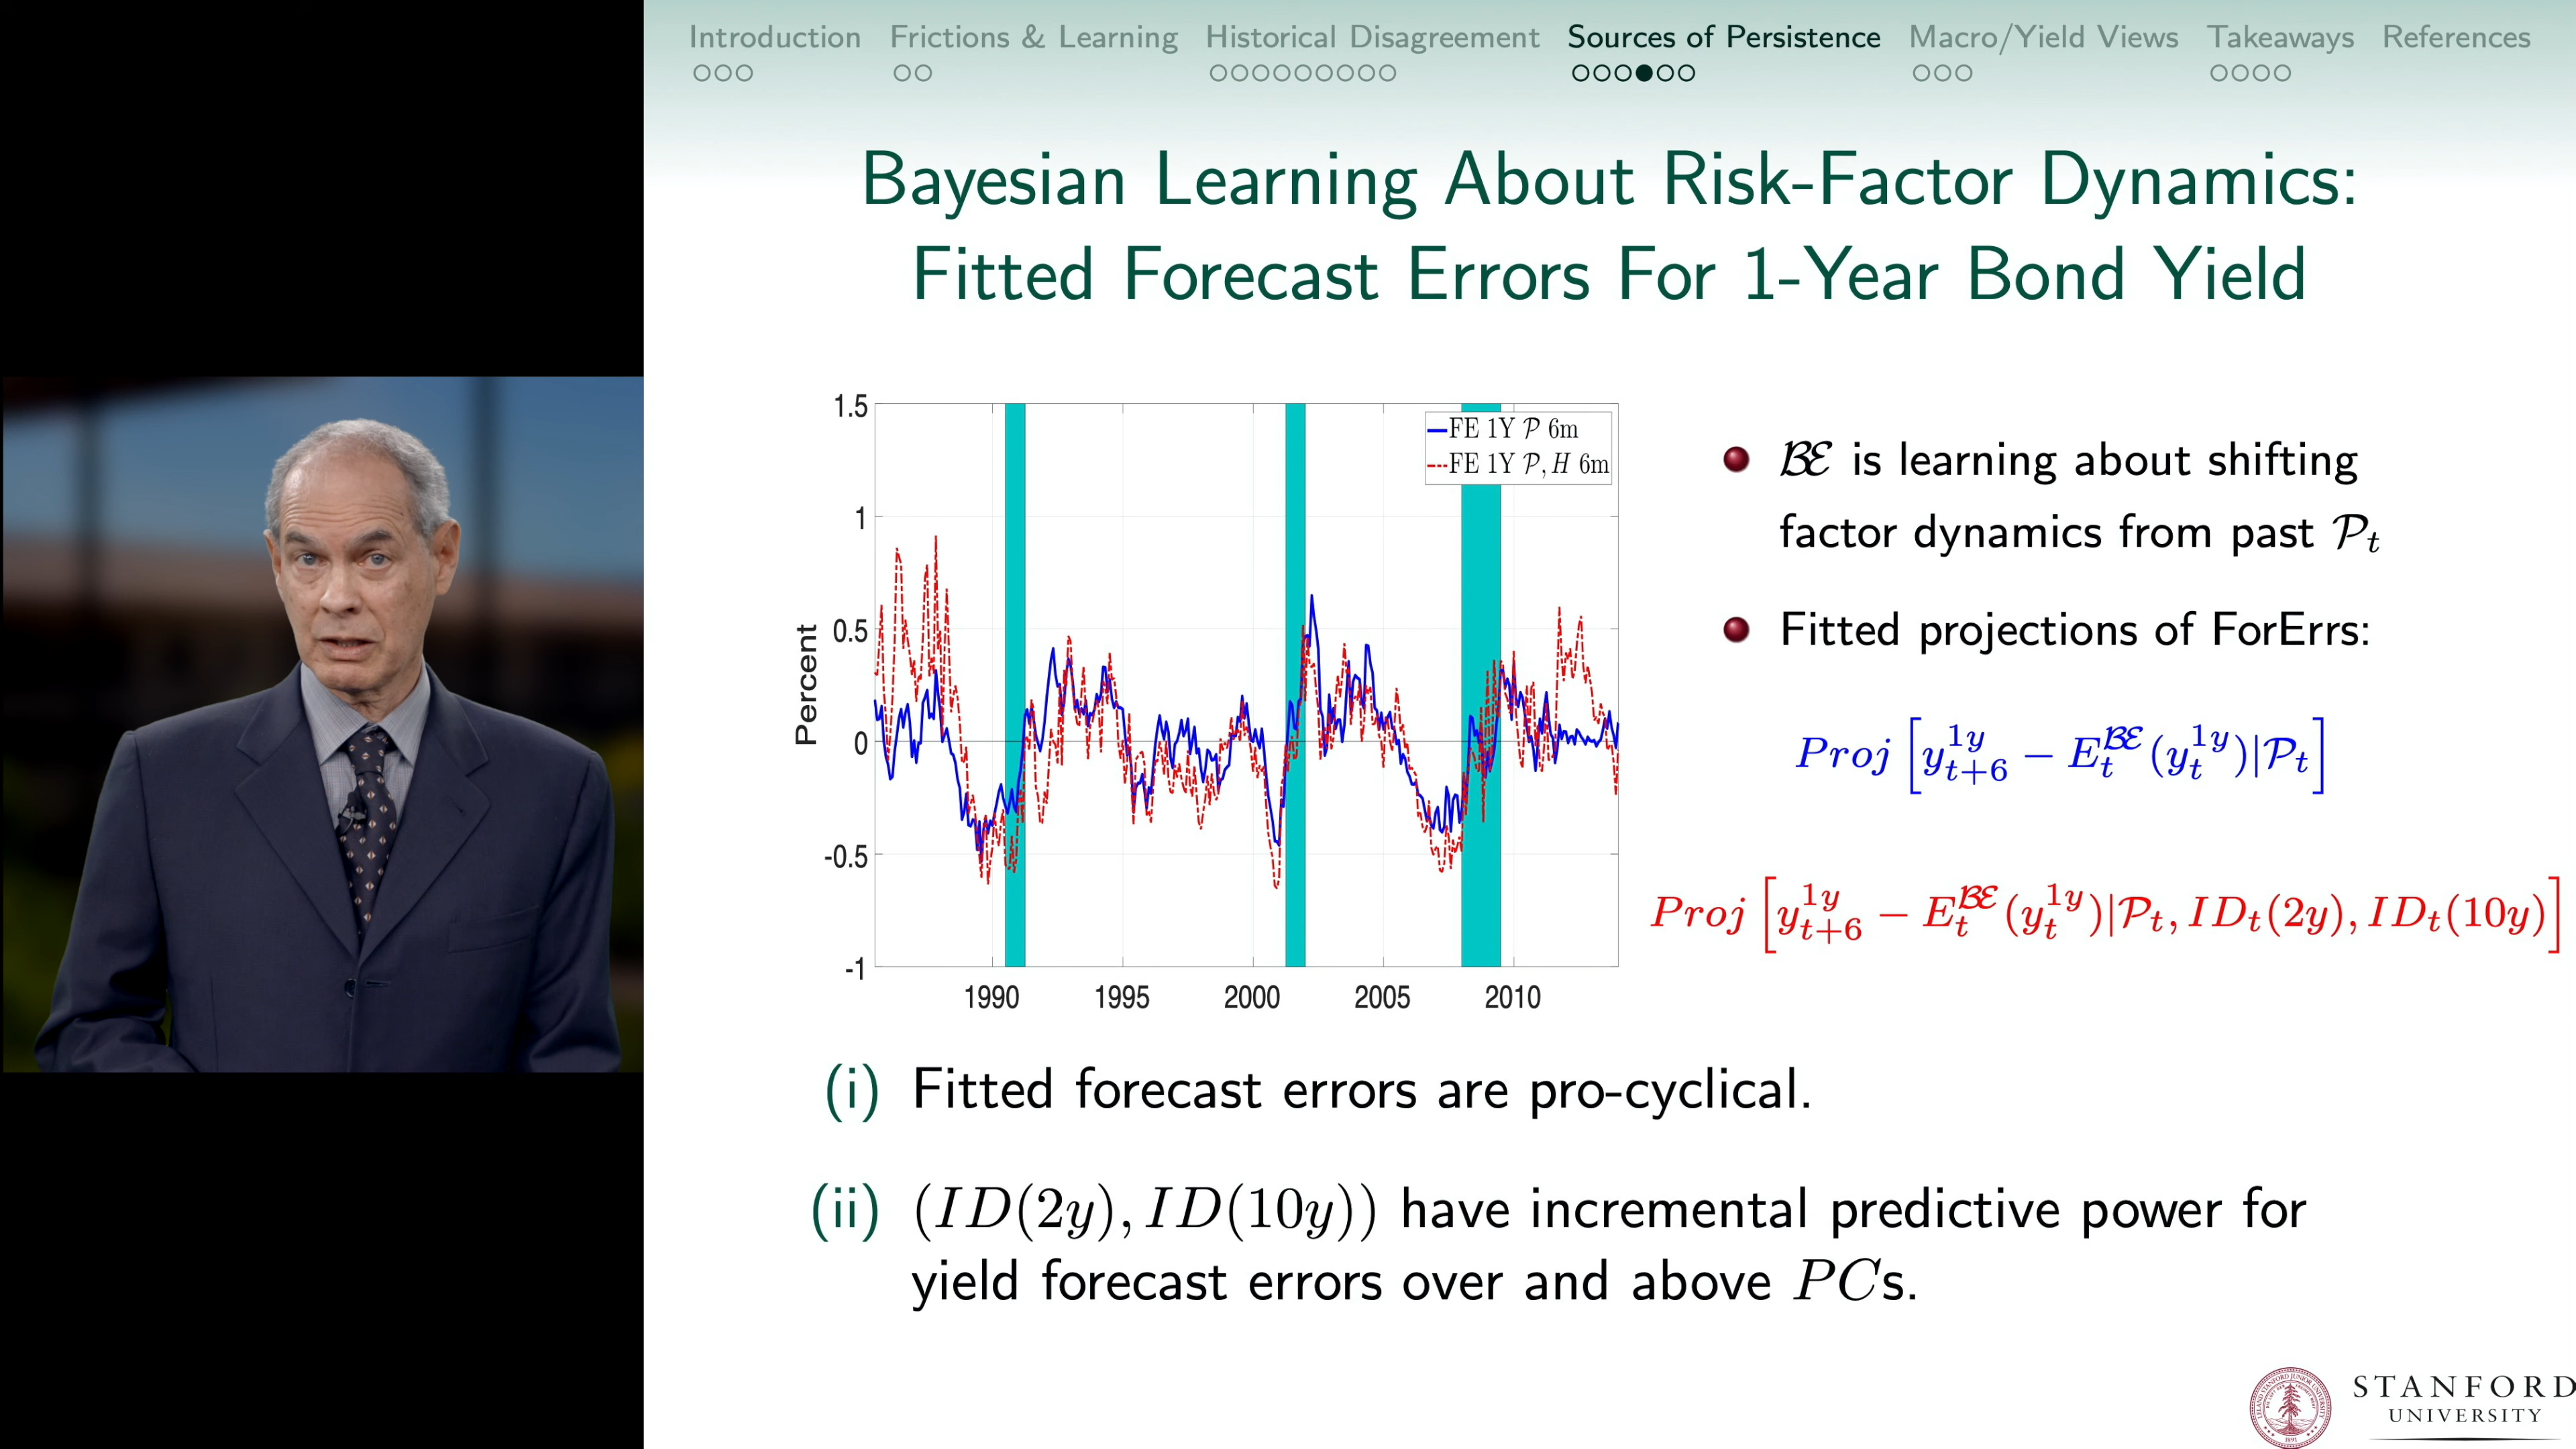 Introduction Frictions & Learning Historical Disagreement Sources of Persistence Macro/Yield Views Takeaways References
Bayesian Learning About Risk-Factor Dynamics:
Fitted Forecast Errors For 1-Year Bond Yield
1.5
1
0.5
0
-0.5
-1
Percent
1990 1995 2000 2005 2010
FE 1Y 𝒫 6m
FE 1Y 𝒫, H 6m
ℬℰ is learning about shifting
factor dynamics from past 𝒫_t
Fitted projections of ForErrs:
Proj [y^{1y}_{t+6} − E^{ℬℰ}_t(y^{1y}_t)|𝒫_t]
Proj [y^{1y}_{t+6} − E^{ℬℰ}_t(y^{1y}_t)|𝒫_t, ID_t(2y), ID_t(10y)]
(i) Fitted forecast errors are pro-cyclical.
(ii) (ID(2y), ID(10y)) have incremental predictive power for
yield forecast errors over and above PCs.
STANFORD
UNIVERSITY